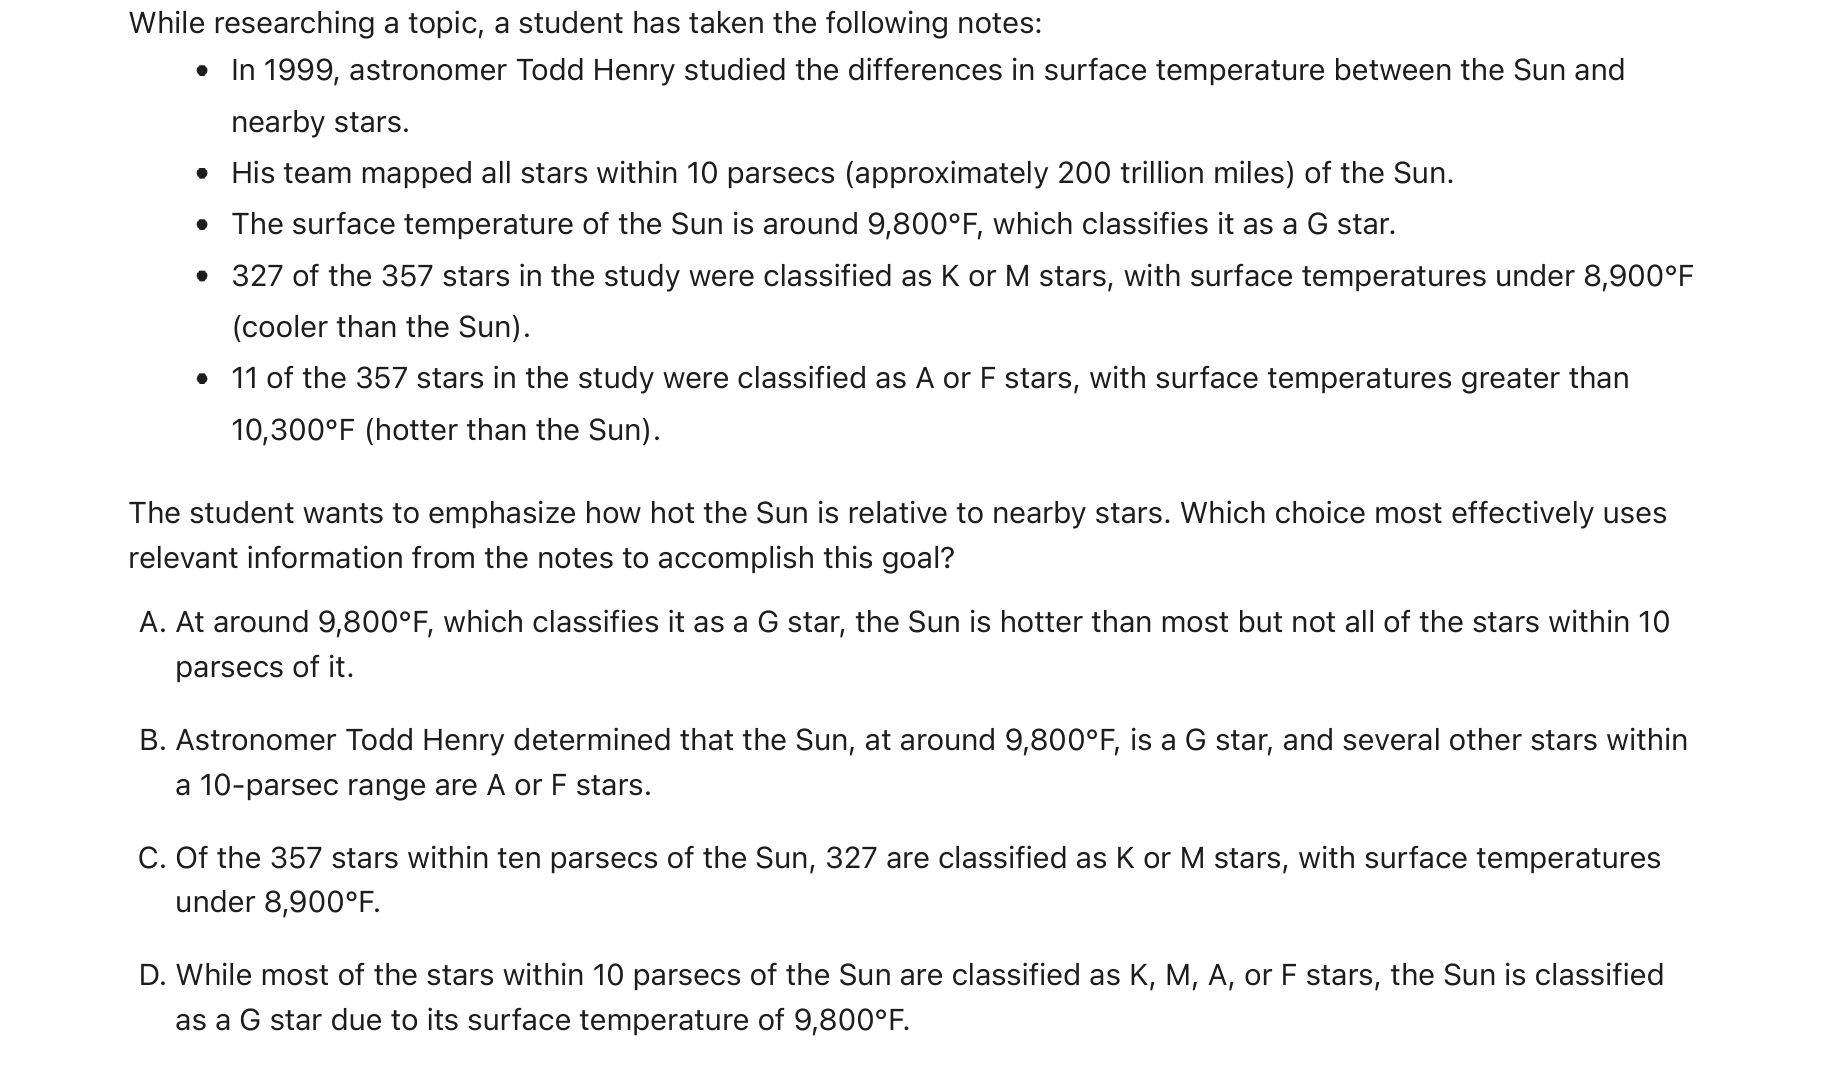 While researching a topic, a student has taken the following notes:
• In 1999, astronomer Todd Henry studied the differences in surface temperature between the Sun and
nearby stars.
• His team mapped all stars within 10 parsecs (approximately 200 trillion miles) of the Sun.
• The surface temperature of the Sun is around 9,800°F, which classifies it as a G star.
• 327 of the 357 stars in the study were classified as K or M stars, with surface temperatures under 8,900°F
(cooler than the Sun).
• 11 of the 357 stars in the study were classified as A or F stars, with surface temperatures greater than
10,300°F (hotter than the Sun).
The student wants to emphasize how hot the Sun is relative to nearby stars. Which choice most effectively uses
relevant information from the notes to accomplish this goal?
A. At around 9,800°F, which classifies it as a G star, the Sun is hotter than most but not all of the stars within 10
parsecs of it.
B. Astronomer Todd Henry determined that the Sun, at around 9,800°F, is a G star, and several other stars within
a 10-parsec range are A or F stars.
C. Of the 357 stars within ten parsecs of the Sun, 327 are classified as K or M stars, with surface temperatures
under 8,900°F.
D. While most of the stars within 10 parsecs of the Sun are classified as K, M, A, or F stars, the Sun is classified
as a G star due to its surface temperature of 9,800°F.